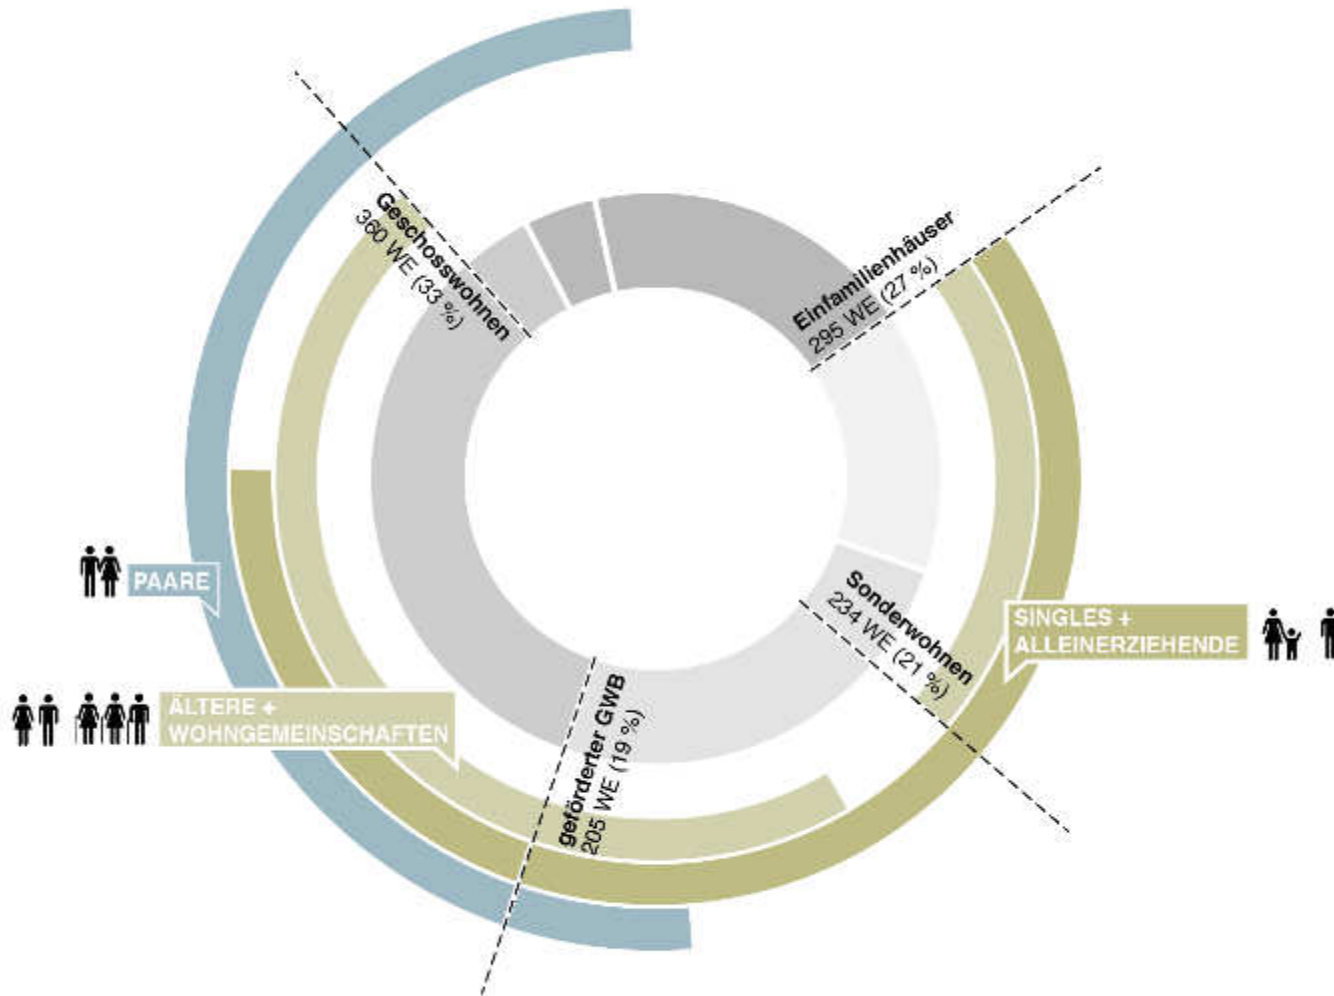 Geschosswohnen
360 WE (33 %)
Einfamilienhäuser
295 WE (27 %)
Sonderwohnen
234 WE (21 %)
geförderter GWB
205 WE (19 %)
PAARE
SINGLES +
ALLEINERZIEHENDE
ÄLTERE +
WOHNGEMEINSCHAFTEN